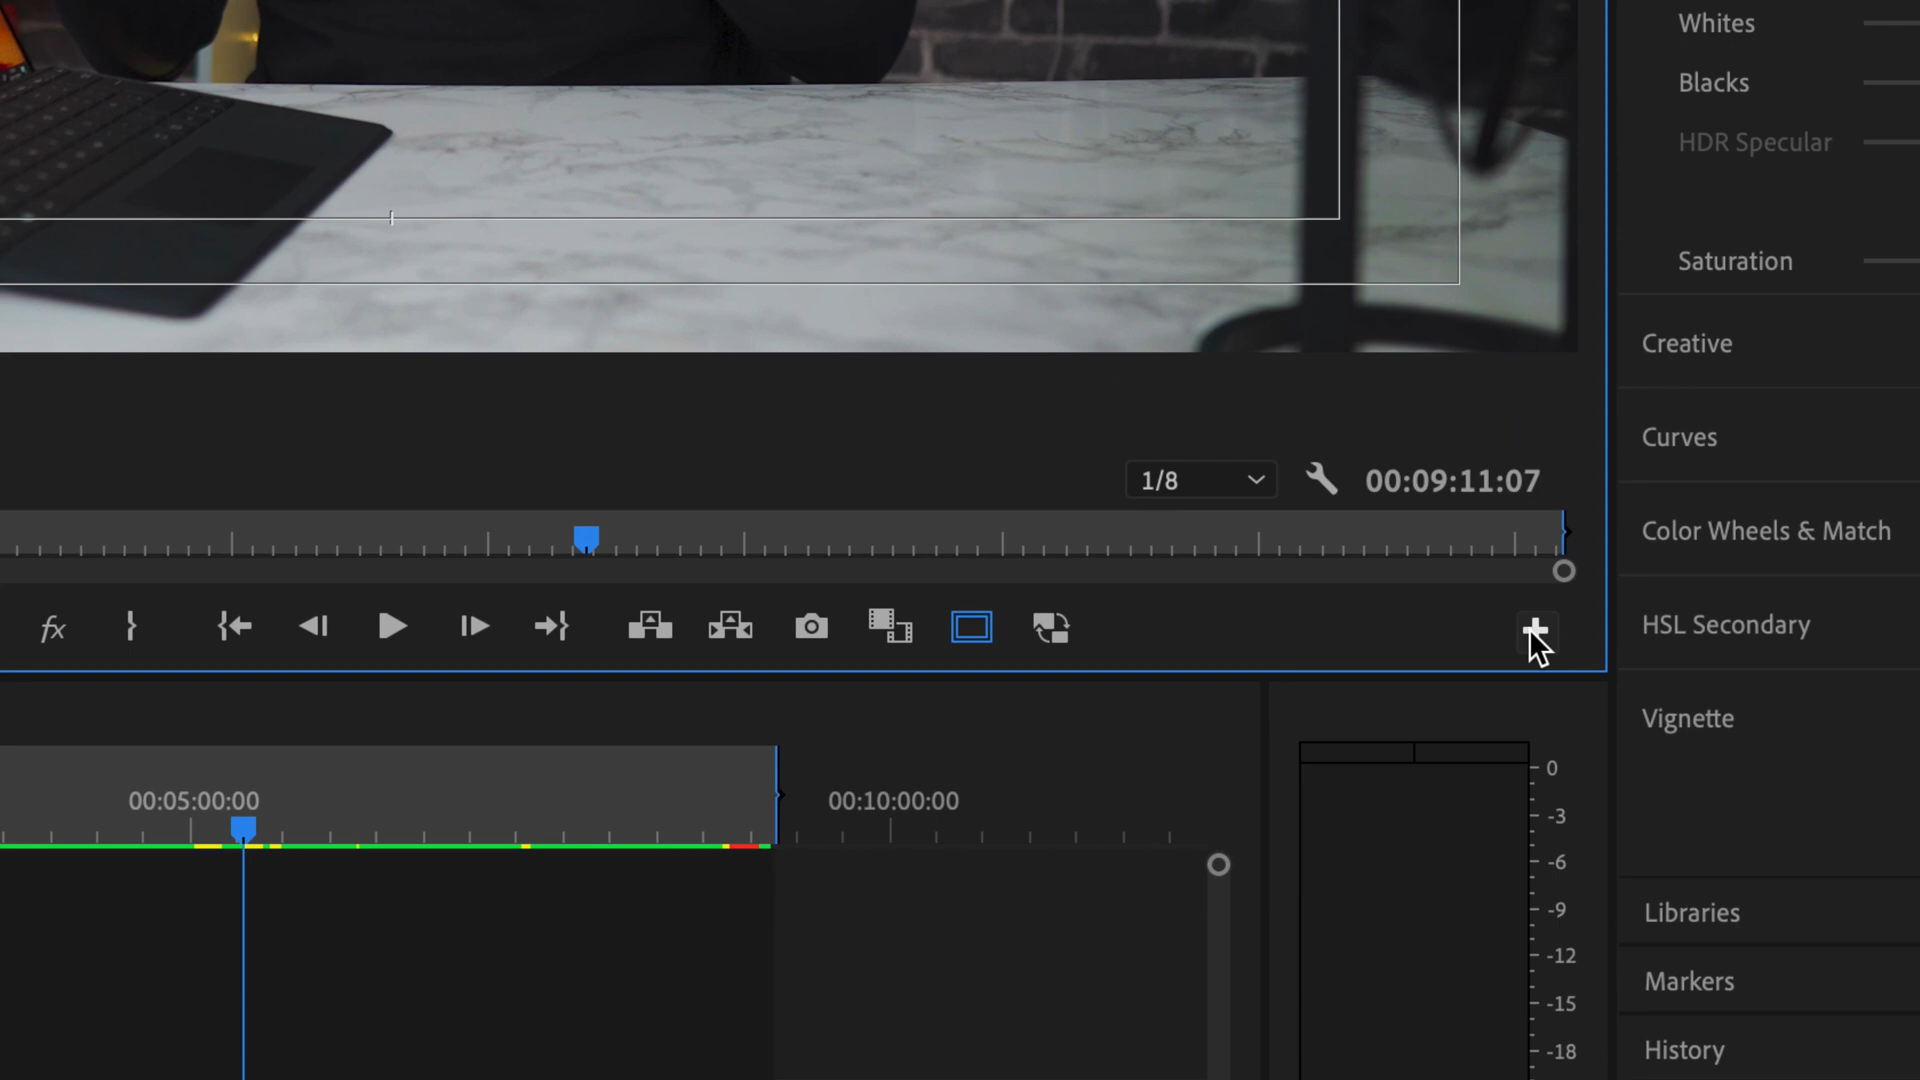 Whites
Blacks
HDR Specular
Saturation
Creative
Curves
1/8
00:09:11:07
Color Wheels & Match
fx
HSL Secondary
Vignette
00:05:00:00
00:10:00:00
0
-3
-6
-9
-12
-15
-18
Libraries
Markers
History